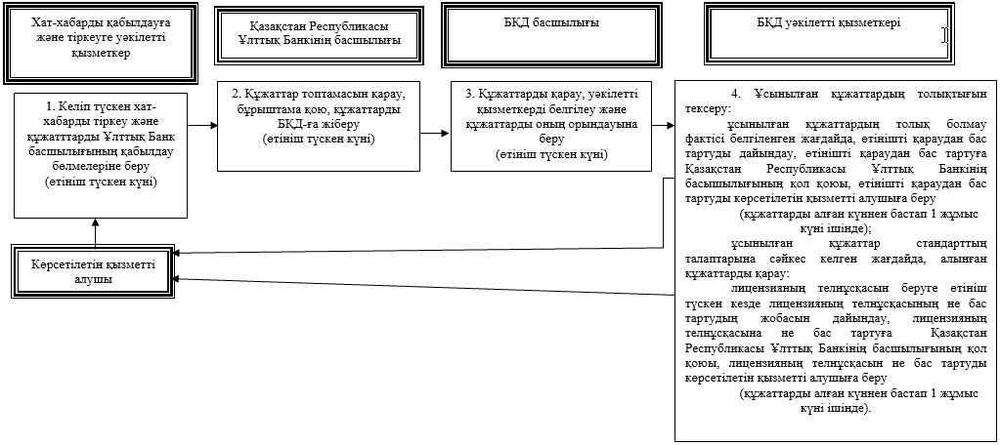 Хат-хабарды қабылдауға
және тіркеуге уәкілетті
қызметкер
Қазақстан Республикасы
Ұлттық Банкінің басшылығы
БҚД басшылығы
БҚД уәкілетті қызметкері
1. Келіп түскен хат-
хабарды тіркеу және
құжатттарды Ұлттық Банк
басшылығының қабылдау
бөлмелеріне беру
(өтініш түскен күні)
2. Құжаттар топтамасын қарау,
бұрыштама қою, құжаттарды
БҚД-ға жіберу
(өтініш түскен күні)
3. Құжаттарды қарау, уәкілетті
қызметкерді белгілеу және
құжаттарды оның орындауына
беру
(өтініш түскен күні)
4. Ұсынылған құжаттардың толықтығын
тексеру:
ұсынылған құжаттардың толық болмау
фактісі белгіленген жағдайда, өтінішті қараудан бас
тартуды дайындау, өтінішті қараудан бас тартуға
Қазақстан Республикасы Ұлттық Банкінің
басышылығының қол қоюы, өтінішті қараудан бас
тартуды көрсетілетін қызметті алушыға беру
(құжаттарды алған күннен бастап 1 жұмыс
күні ішінде);
ұсынылған құжаттар стандарттың
талаптарына сәйкес келген жағдайда, алынған
құжаттарды қарау:
лицензияның телнұсқасын беруге өтініш
түскен кезде лицензияның телнұсқасының не бас
тартудың жобасын дайындау, лицензияның
телнұсқасына не бас тартуға Қазақстан
Республикасы Ұлттық Банкінің басшылығының қол
қоюы, лицензияның телнұсқасын не бас тартуды
көрсетілетін қызметті алушыға беру
(құжаттарды алған күннен бастап 1 жұмыс
күні ішінде).
Көрсетілетін қызметті
алушы